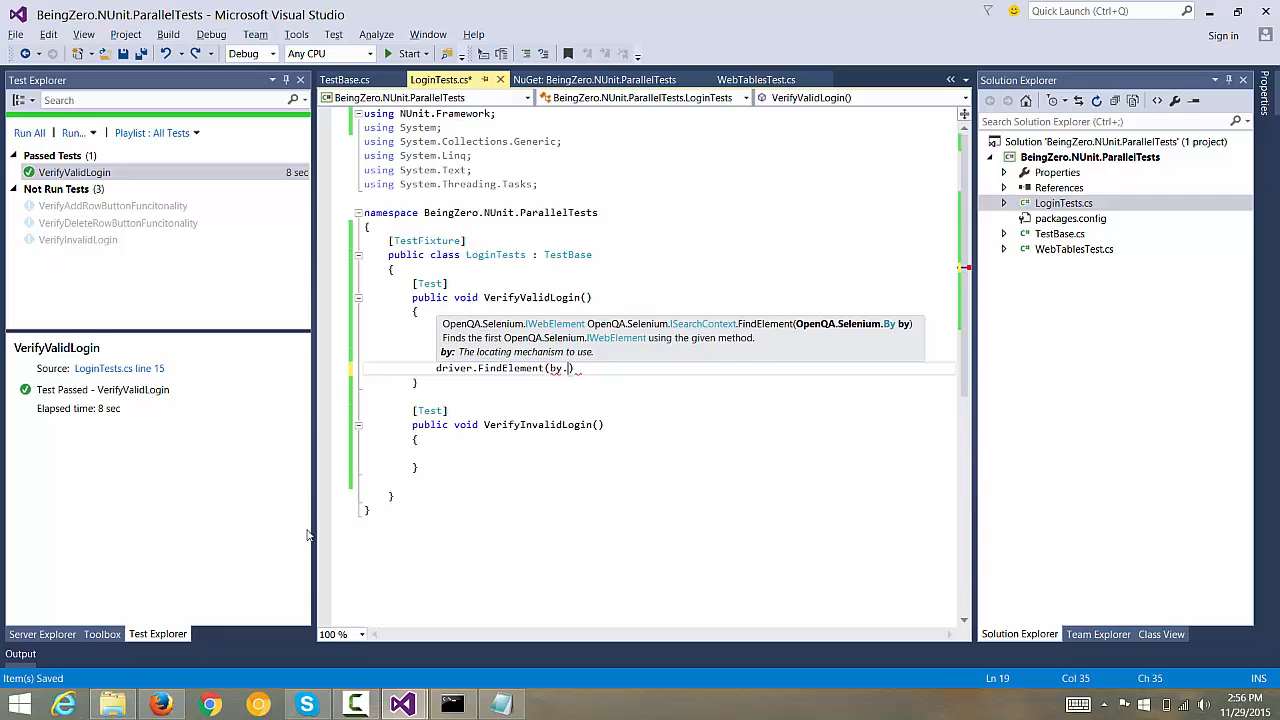 BeingZero.NUnit.ParallelTests - Microsoft Visual Studio
Quick Launch (Ctrl+;)
File Edit View Project Build Debug Team Tools Test Analyze Window Help
Sign in
Debug Any CPU Start
Test Explorer
Search
Run All Run... Playlist : All Tests
Passed Tests (1)
VerifyValidLogin 8 sec
Not Run Tests (3)
VerifyAddRowButtonFuncitonality
VerifyDeleteRowButtonFuncitonality
VerifyInvalidLogin
VerifyValidLogin
Source: LoginTests.cs line 15
Test Passed - VerifyValidLogin
Elapsed time: 8 sec
Server Explorer Toolbox Test Explorer
TestBase.cs LoginTests.cs* NuGet: BeingZero.NUnit.ParallelTests WebTablesTest.cs
BeingZero.NUnit.ParallelTests BeingZero.NUnit.ParallelTests.LoginTests VerifyValidLogin()
using NUnit.Framework;
using System;
using System.Collections.Generic;
using System.Linq;
using System.Text;
using System.Threading.Tasks;
namespace BeingZero.NUnit.ParallelTests
{
[TestFixture]
public class LoginTests : TestBase
{
[Test]
public void VerifyValidLogin()
{
OpenQA.Selenium.IWebElement OpenQA.Selenium.ISearchContext.FindElement(OpenQA.Selenium.By by)
Finds the first OpenQA.Selenium.IWebElement using the given method.
by: The locating mechanism to use.
driver.FindElement(by.)
}
[Test]
public void VerifyInvalidLogin()
{
}
}
}
100 %
Solution Explorer
Search Solution Explorer (Ctrl+;)
Solution 'BeingZero.NUnit.ParallelTests' (1 project)
BeingZero.NUnit.ParallelTests
Properties
References
LoginTests.cs
packages.config
TestBase.cs
WebTablesTest.cs
Solution Explorer Team Explorer Class View
Properties
Output
Item(s) Saved Ln 19 Col 35 Ch 35 INS
2:56 PM
11/29/2015